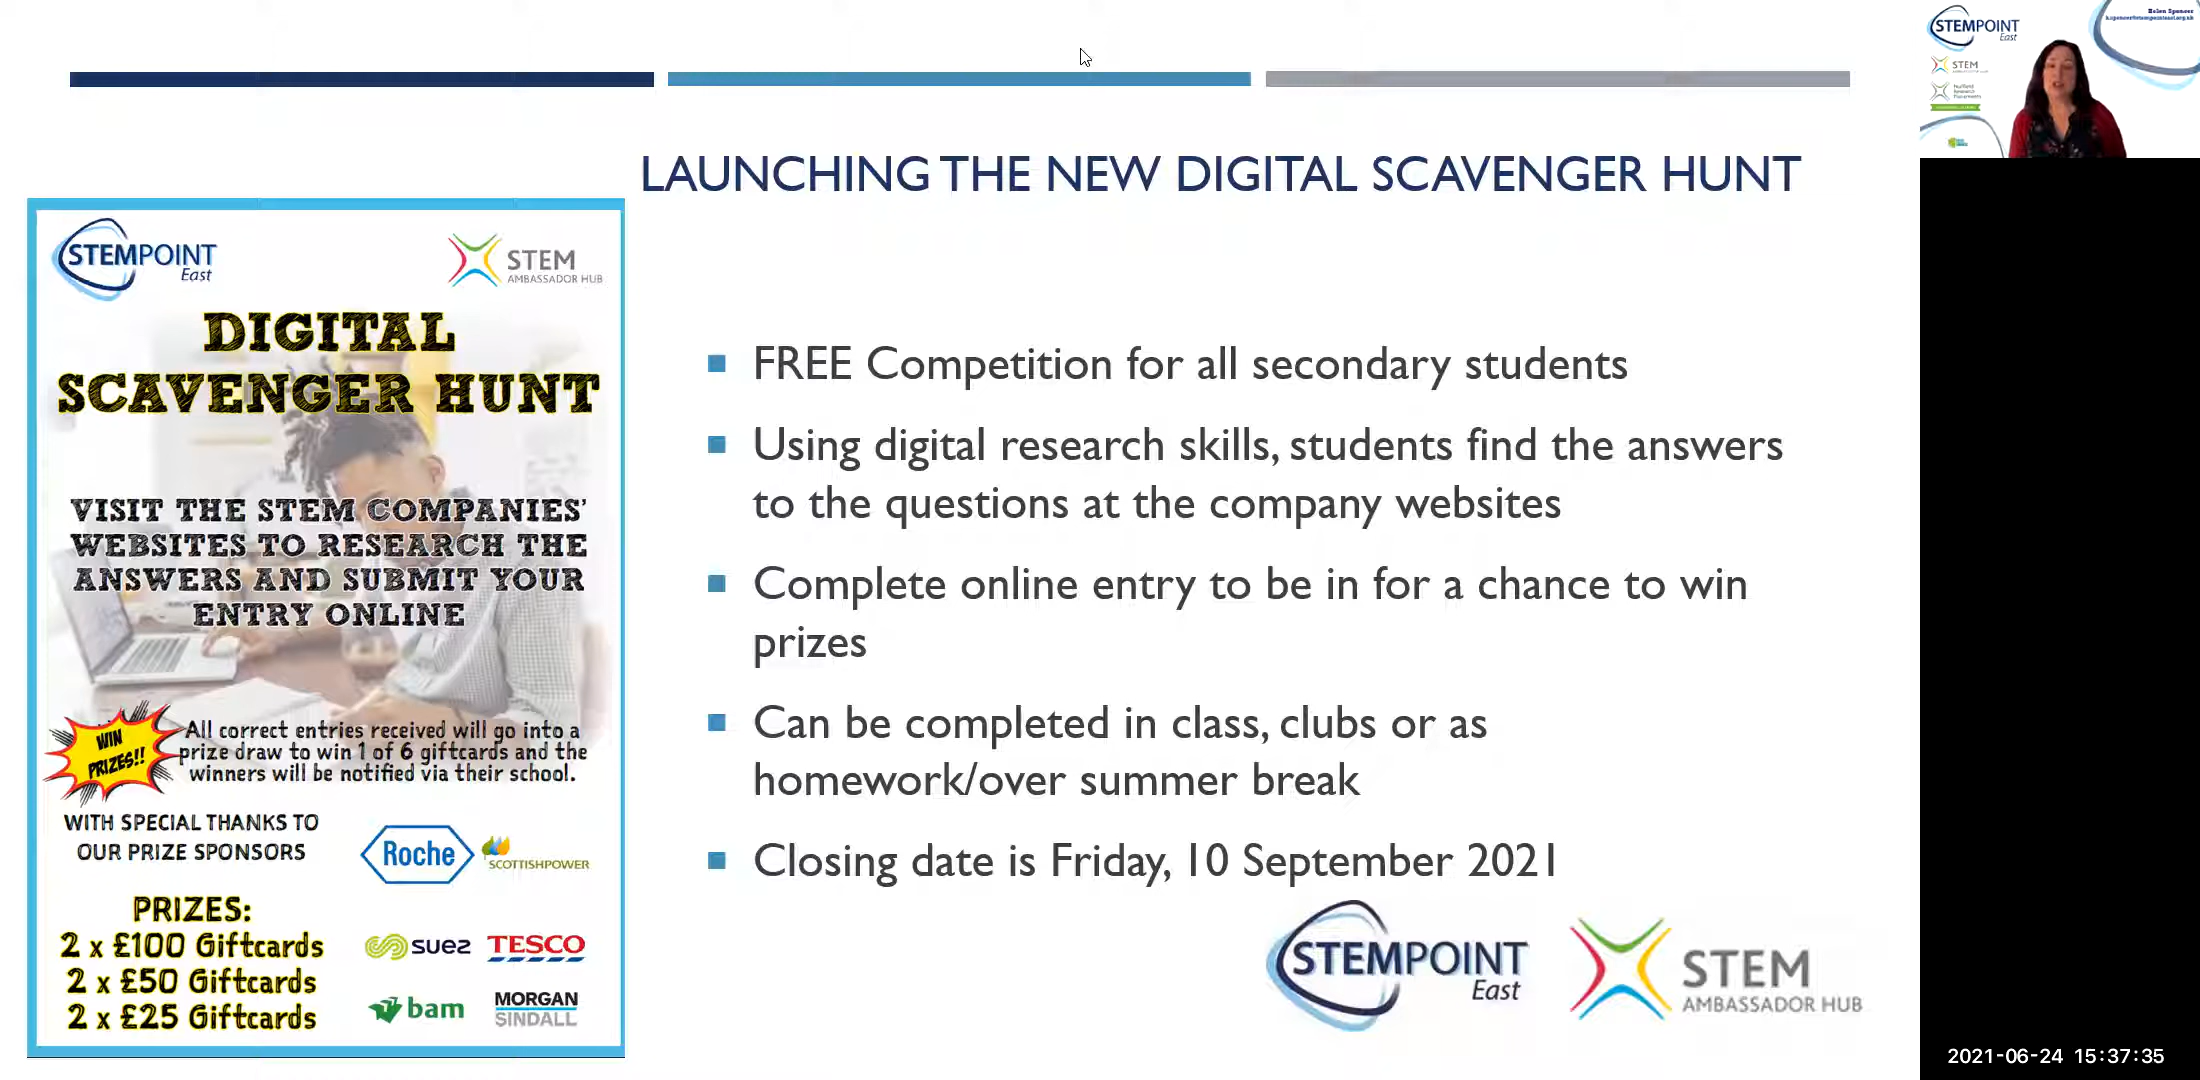 LAUNCHING THE NEW DIGITAL SCAVENGER HUNT
STEMPOINT
East
STEM
AMBASSADOR HUB
DIGITAL
SCAVENGER HUNT
VISIT THE STEM COMPANIES'
WEBSITES TO RESEARCH THE
ANSWERS AND SUBMIT YOUR
ENTRY ONLINE
WIN
PRIZES!!
All correct entries received will go into a
prize draw to win 1 of 6 giftcards and the
winners will be notified via their school.
WITH SPECIAL THANKS TO
OUR PRIZE SPONSORS
Roche
SCOTTISHPOWER
PRIZES:
2 x £100 Giftcards
2 x £50 Giftcards
2 x £25 Giftcards
suez
TESCO
bam
MORGAN
SINDALL
FREE Competition for all secondary students
Using digital research skills, students find the answers
to the questions at the company websites
Complete online entry to be in for a chance to win
prizes
Can be completed in class, clubs or as
homework/over summer break
Closing date is Friday, 10 September 2021
STEMPOINT
East
STEM
AMBASSADOR HUB
STEMPOINT
East
STEM
Helen Spencer
2021-06-24 15:37:35